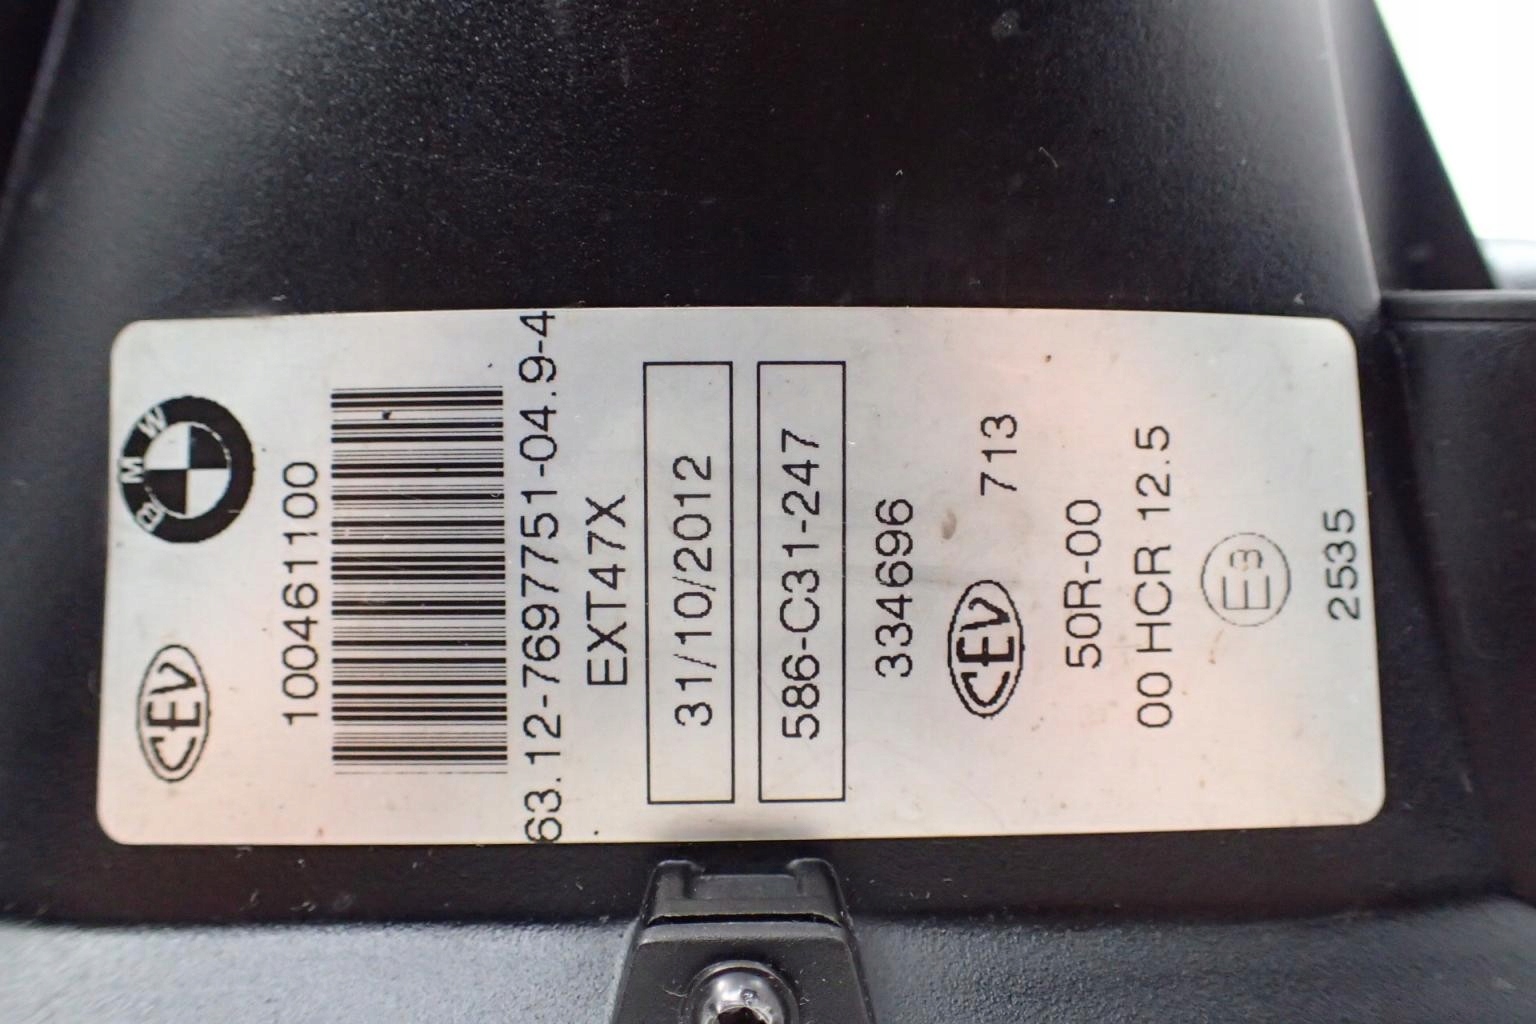 BMW
CEV
100461100
63.12-7697751-04.9-4
EXT47X
31/10/2012
586-C31-247
334696
CEV 713
50R-00
00 HCR 12.5
E3
2535